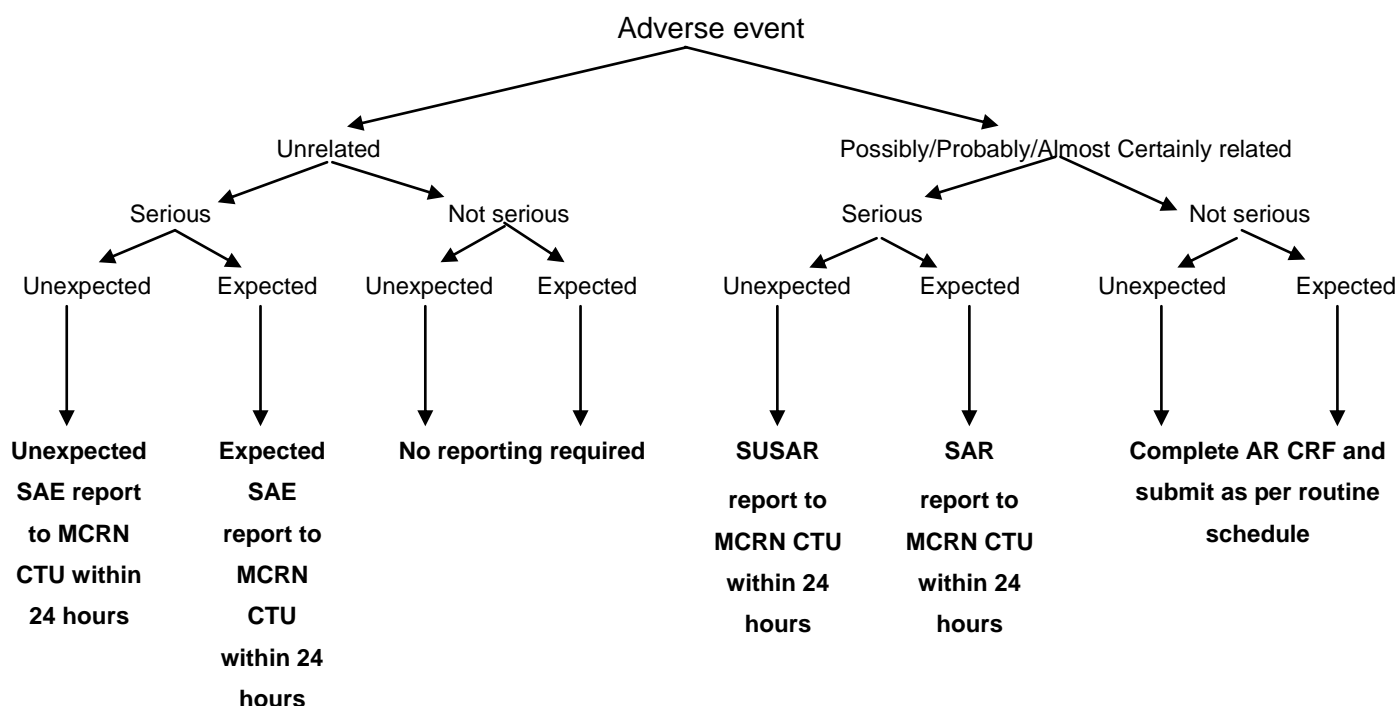 Adverse event
Unrelated
Possibly/Probably/Almost Certainly related
Serious
Not serious
Serious
Not serious
Unexpected
Expected
Unexpected
Expected
Unexpected
Expected
Unexpected
Expected
Unexpected
SAE report
to MCRN
CTU within
24 hours
Expected
SAE
report to
MCRN
CTU
within 24
hours
No reporting required
SUSAR
report to
MCRN CTU
within 24
hours
SAR
report to
MCRN CTU
within 24
hours
Complete AR CRF and
submit as per routine
schedule